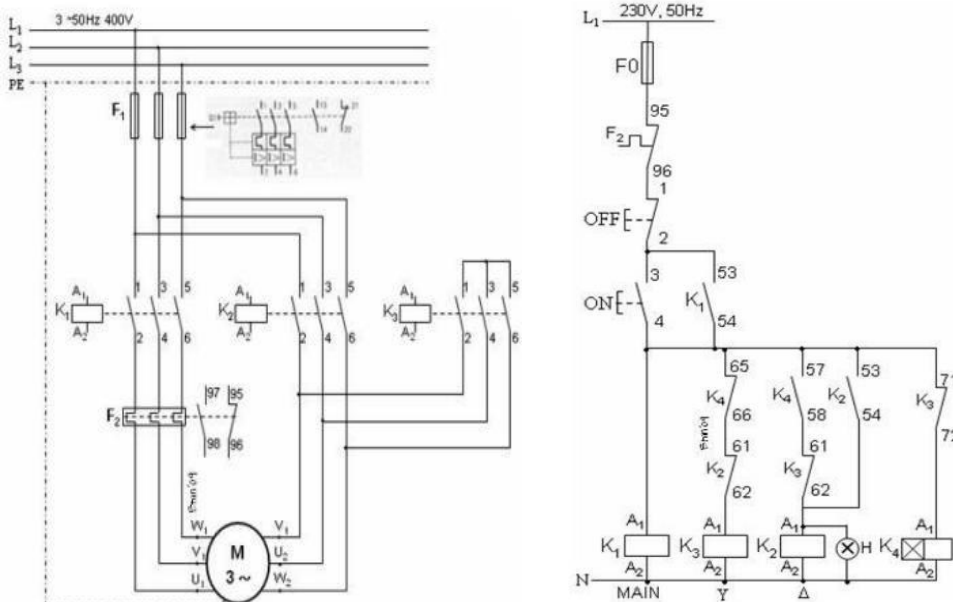 3 ~50Hz 400V
L1
L2
L3
PE
F1
1 3 5
1 3 5
1 3 5
A1
K1
A2
A1
K2
A2
A1
K3
A2
2 4 6
2 4 6
2 4 6
F2
97 95
98 96
W1 V1
V1 U2
U1 W2
M
3 ~
230V, 50Hz
L1
F0
95
F2
96
1
OFF
2
3 53
ON K1
4 54
65 57 53 71
K4 K4 K2 K3
66 58 54 72
61 61
K2 K3
62 62
A1 A1 A1 A1
K1 K3 K2 H K4
A2 A2 A2 A2
N
MAIN Y Δ